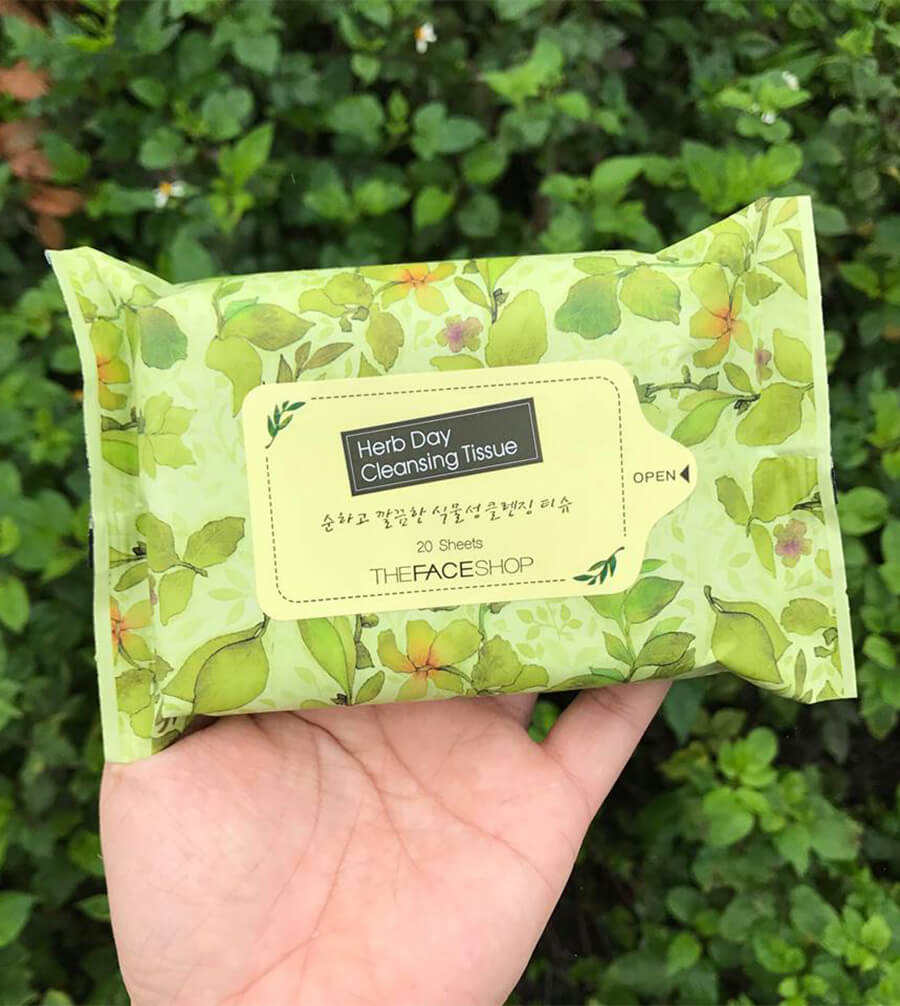 Herb Day
Cleansing Tissue
순하고 깔끔한 식물성 클렌징 티슈
OPEN
20 Sheets
THEFACESHOP